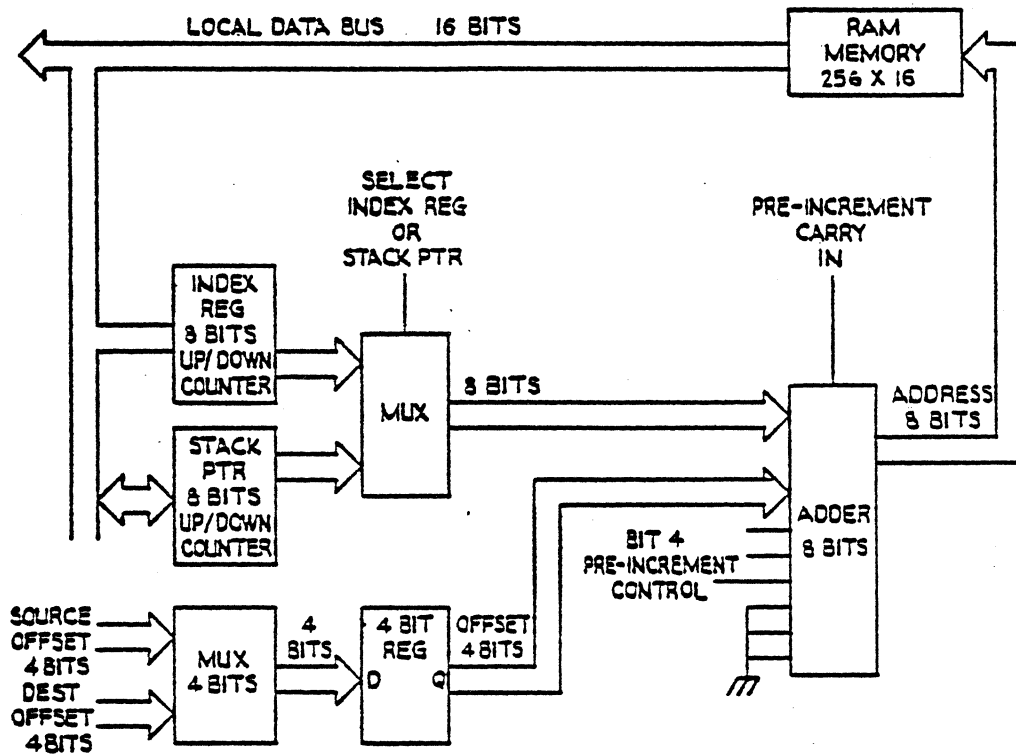 LOCAL DATA BUS 16 BITS
RAM
MEMORY
256 X 16
SELECT
INDEX REG
OR
STACK PTR
PRE-INCREMENT
CARRY
IN
INDEX
REG
8 BITS
UP/DOWN
COUNTER
MUX
8 BITS
ADDRESS
8 BITS
STACK
PTR
8 BITS
UP/DOWN
COUNTER
ADDER
8 BITS
BIT 4
PRE-INCREMENT
CONTROL
SOURCE
OFFSET
4 BITS
DEST
OFFSET
4 BITS
MUX
4 BITS
4
BITS
4 BIT
REG
D Q
OFFSET
4 BITS